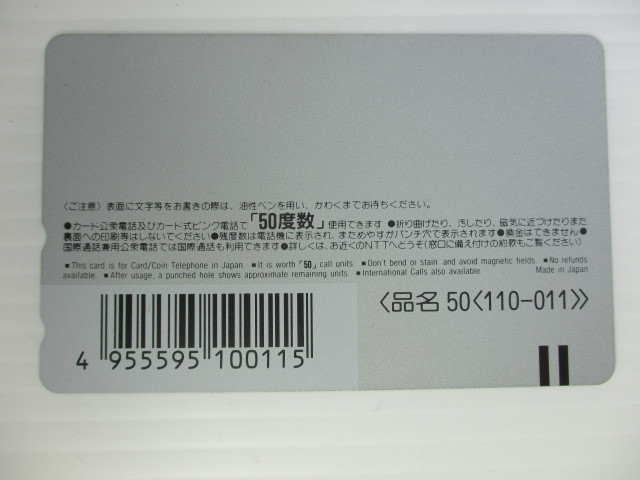 〈ご注意〉表面に文字等をお書きの際は、油性ペンを用い、かわくまでお待ちください。
●カード公衆電話及びカード式ピンク電話で「50度数」使用できます ●折り曲げたり、汚したり、磁気に近づけたりまた
裏面への印刷等はしないでください●残度数は電話機に表示され、まためやすがパンチ穴で表示されます●換金はできません●
国際通話兼用公衆電話では国際通話も利用できます●詳しくは、お近くのNTTへどうぞ(窓口に備え付けの約款もご覧ください)
■This card is for Card/Coin Telephone in Japan. ■It is worth「50」call units. ■Don't bend or stain and avoid magnetic fields. ■No refunds
available. ■After usage, a punched hole shows approximate remaining units. ■International Calls also available. Made in Japan
〈品名 50〈110-011〉〉
4 955595 100115